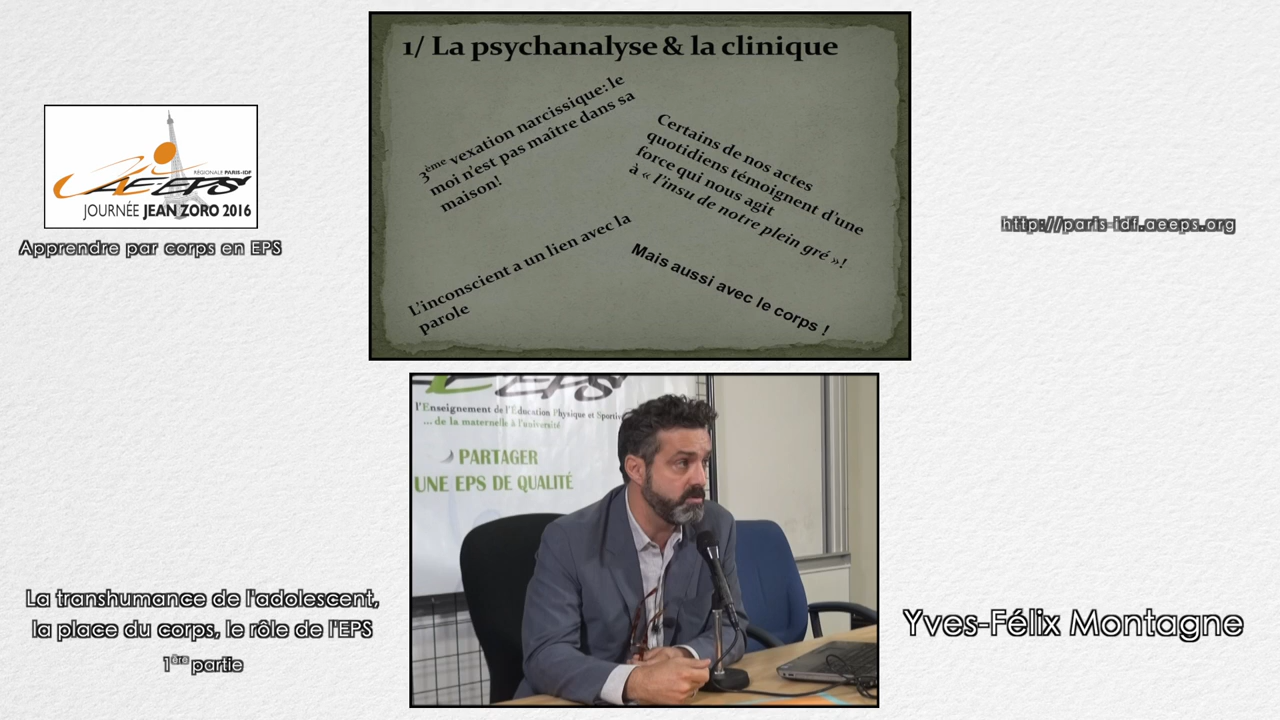 1/ La psychanalyse & la clinique
3ème vexation narcissique: le
moi n'est pas maître dans sa
maison!
Certains de nos actes
quotidiens témoignent d'une
force qui nous agit
à « l'insu de notre plein gré »!
L'inconscient a un lien avec la
parole
Mais aussi avec le corps !
RÉGIONALE PARIS-IDF
AEEPS
JOURNÉE JEAN ZORO 2016
Apprendre par corps en EPS
http://paris-idf.aeeps.org
EPS
l'Enseignement de l'Éducation Physique et Sportive
... de la maternelle à l'université
PARTAGER
UNE EPS DE QUALITÉ
La transhumance de l'adolescent,
la place du corps, le rôle de l'EPS
1ère partie
Yves-Félix Montagne